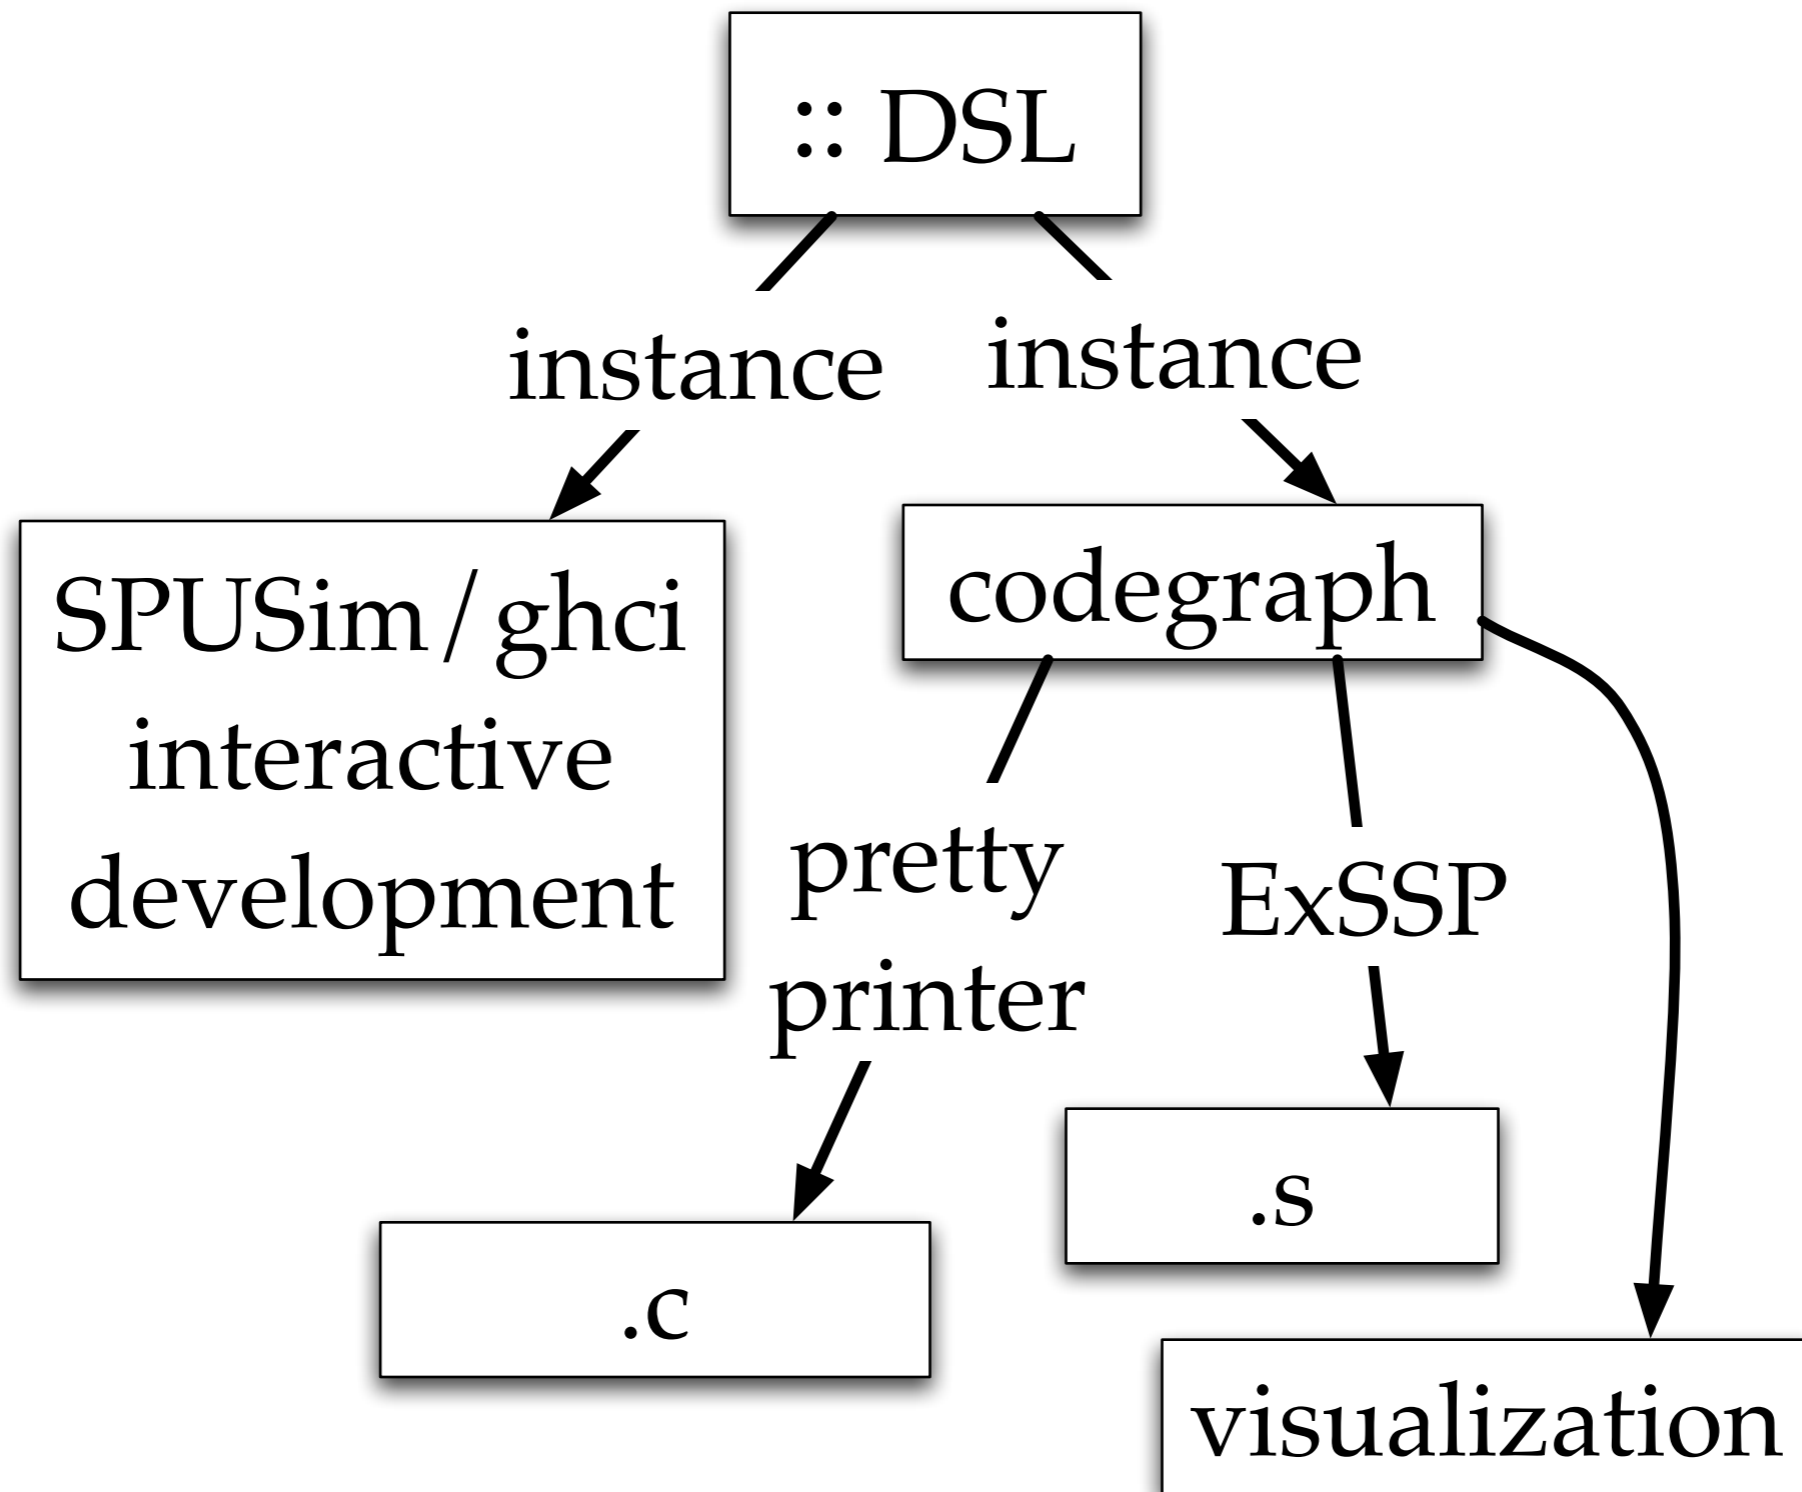 :: DSL
instance
instance
SPUSim/ghci
interactive
development
codegraph
pretty
printer
ExSSP
.s
.c
visualization